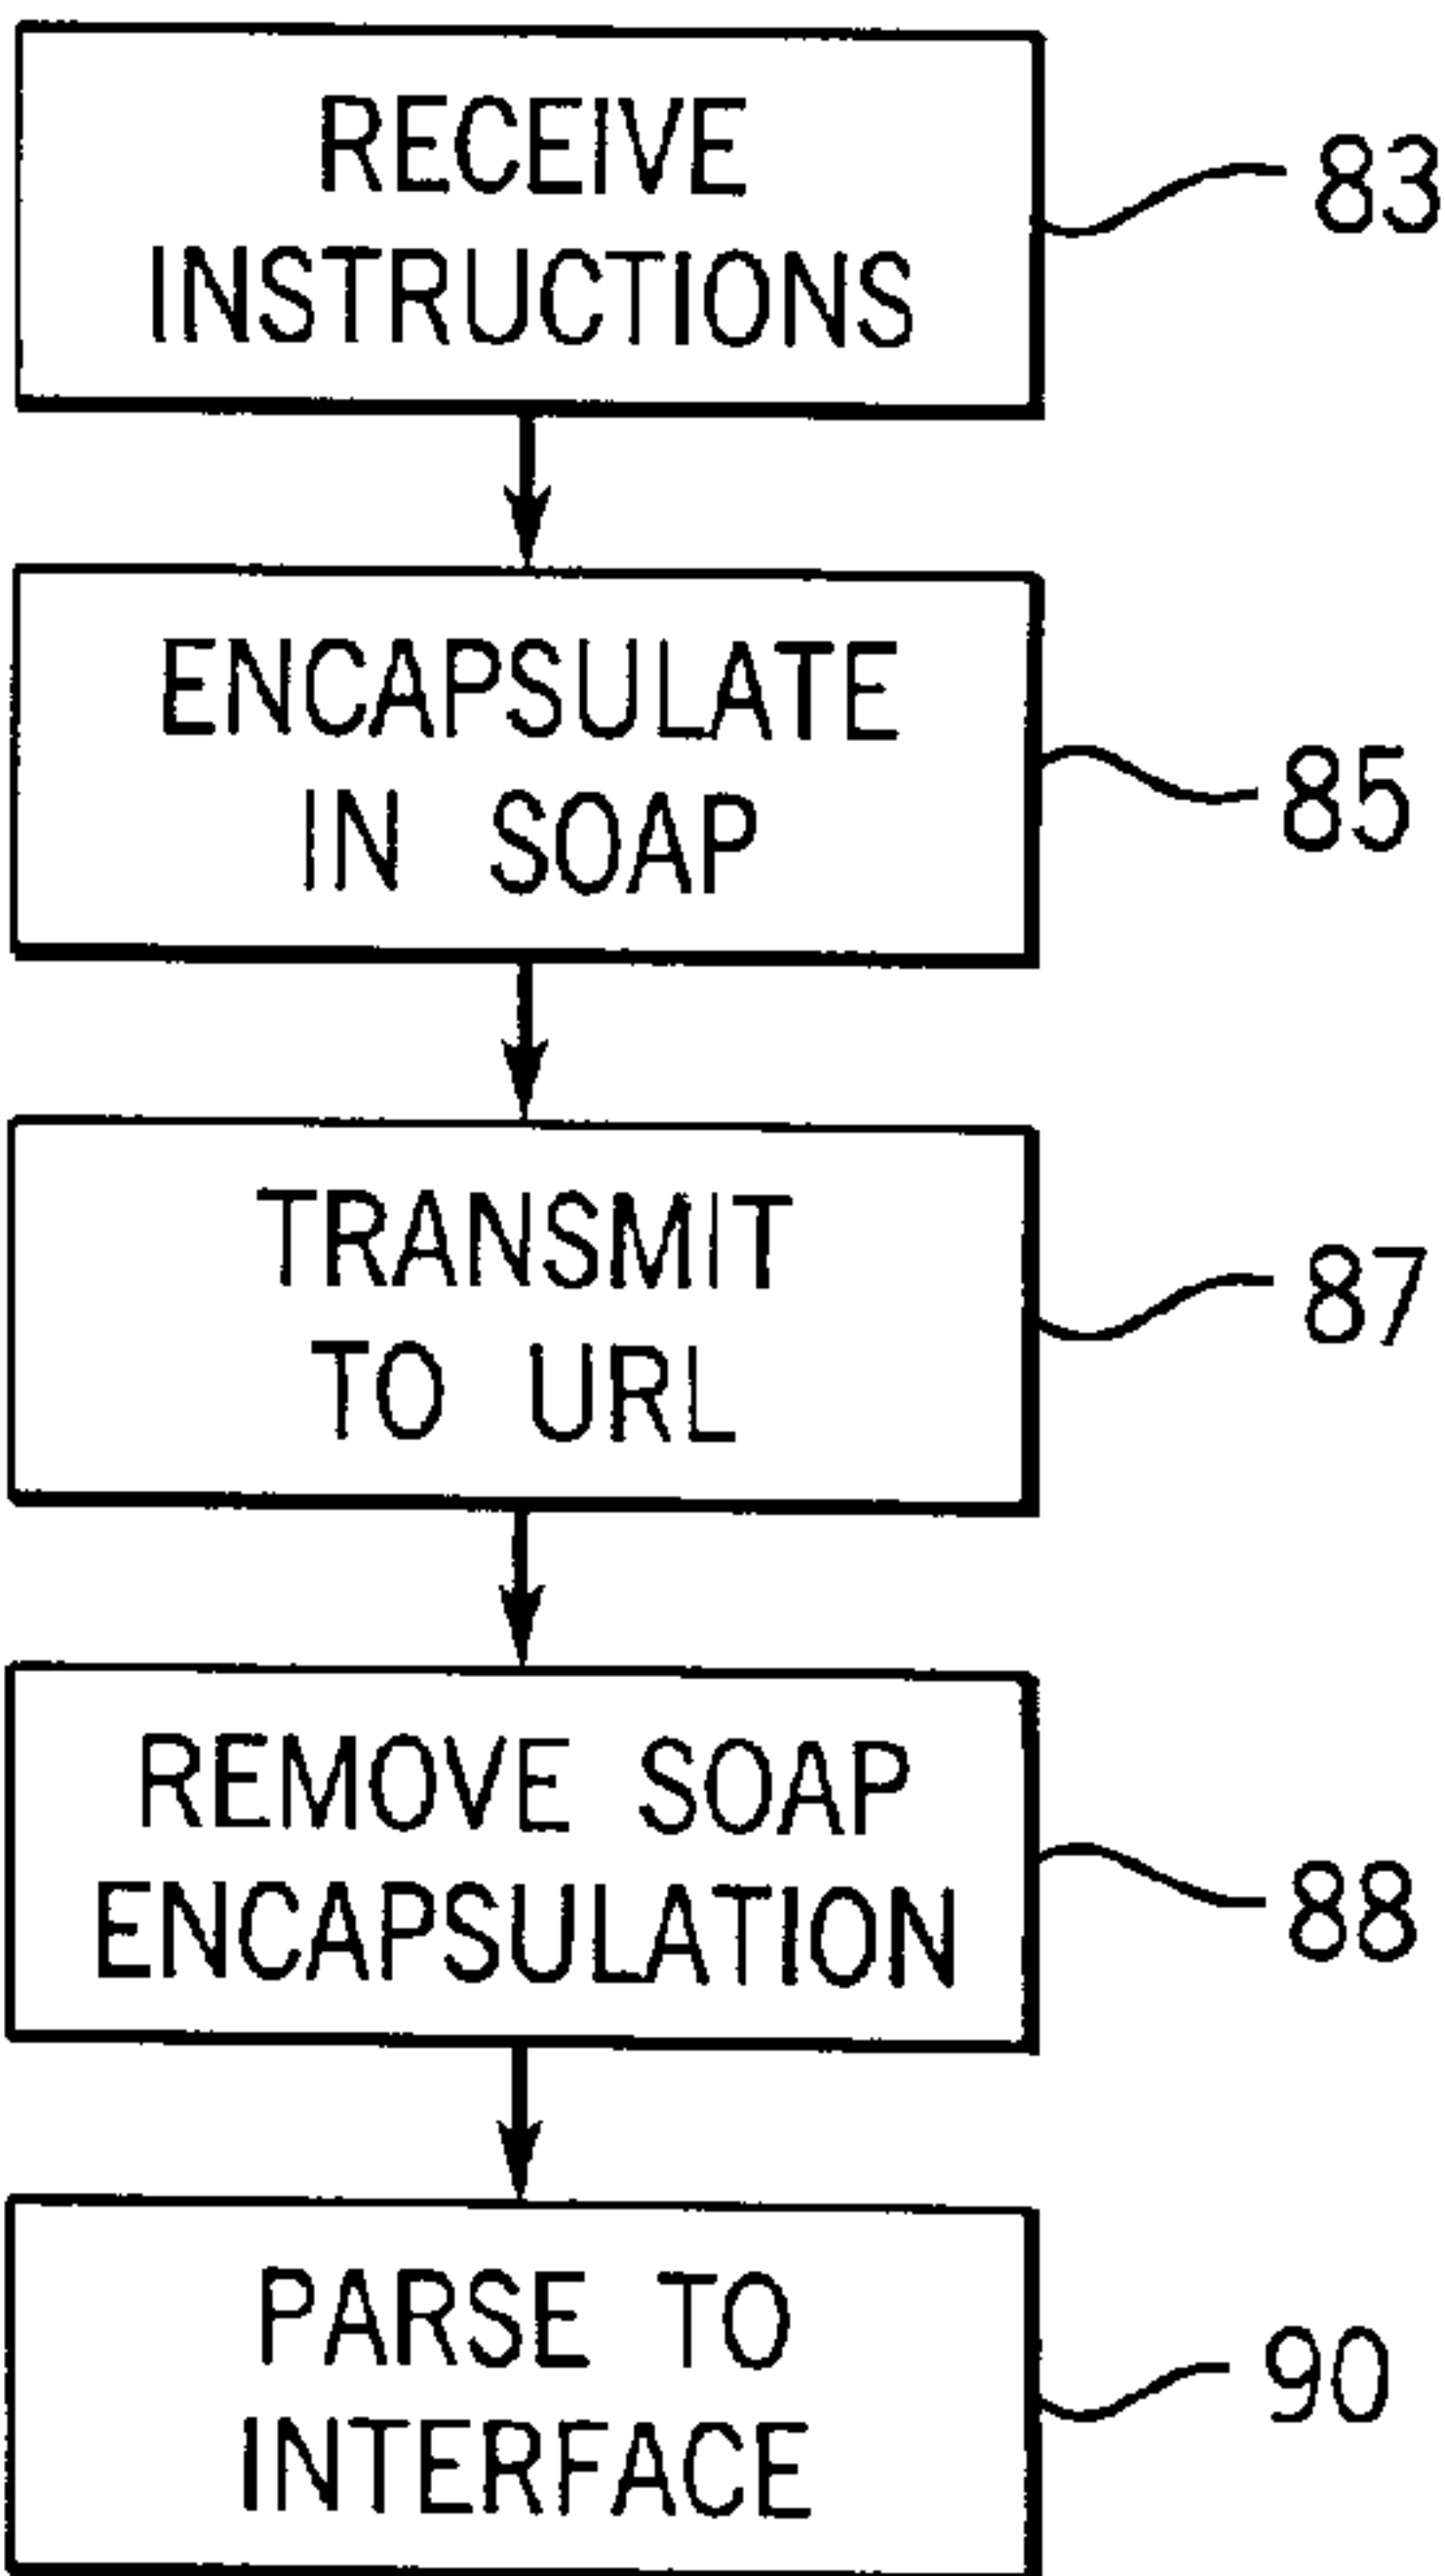 RECEIVE
INSTRUCTIONS
83
ENCAPSULATE
IN SOAP
85
TRANSMIT
TO URL
87
REMOVE SOAP
ENCAPSULATION
88
PARSE TO
INTERFACE
90